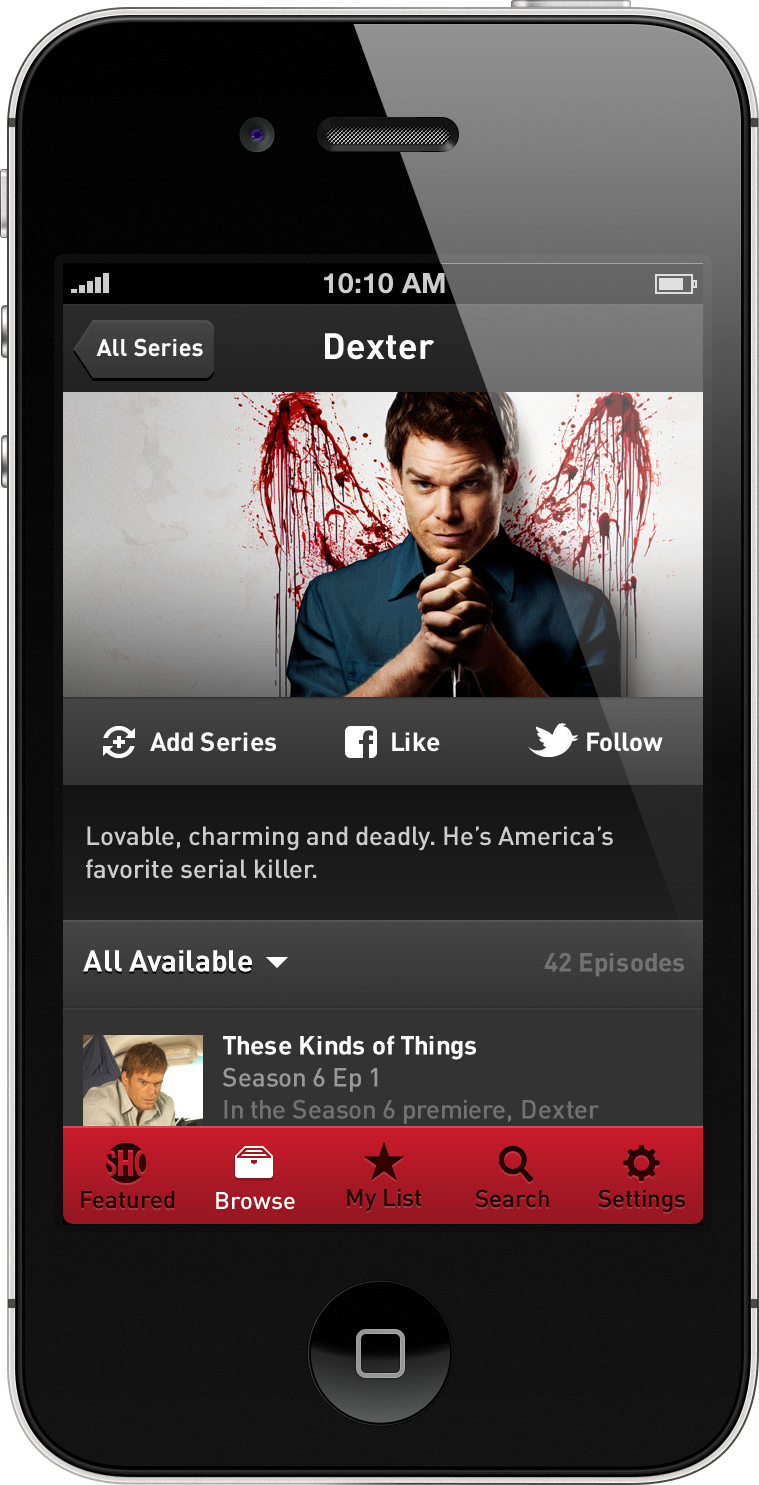 10:10 AM
All Series
Dexter
Add Series
Like
Follow
Lovable, charming and deadly. He’s America’s
favorite serial killer.
All Available
42 Episodes
These Kinds of Things
Season 6 Ep 1
In the Season 6 premiere, Dexter
SHO
Featured
Browse
My List
Search
Settings